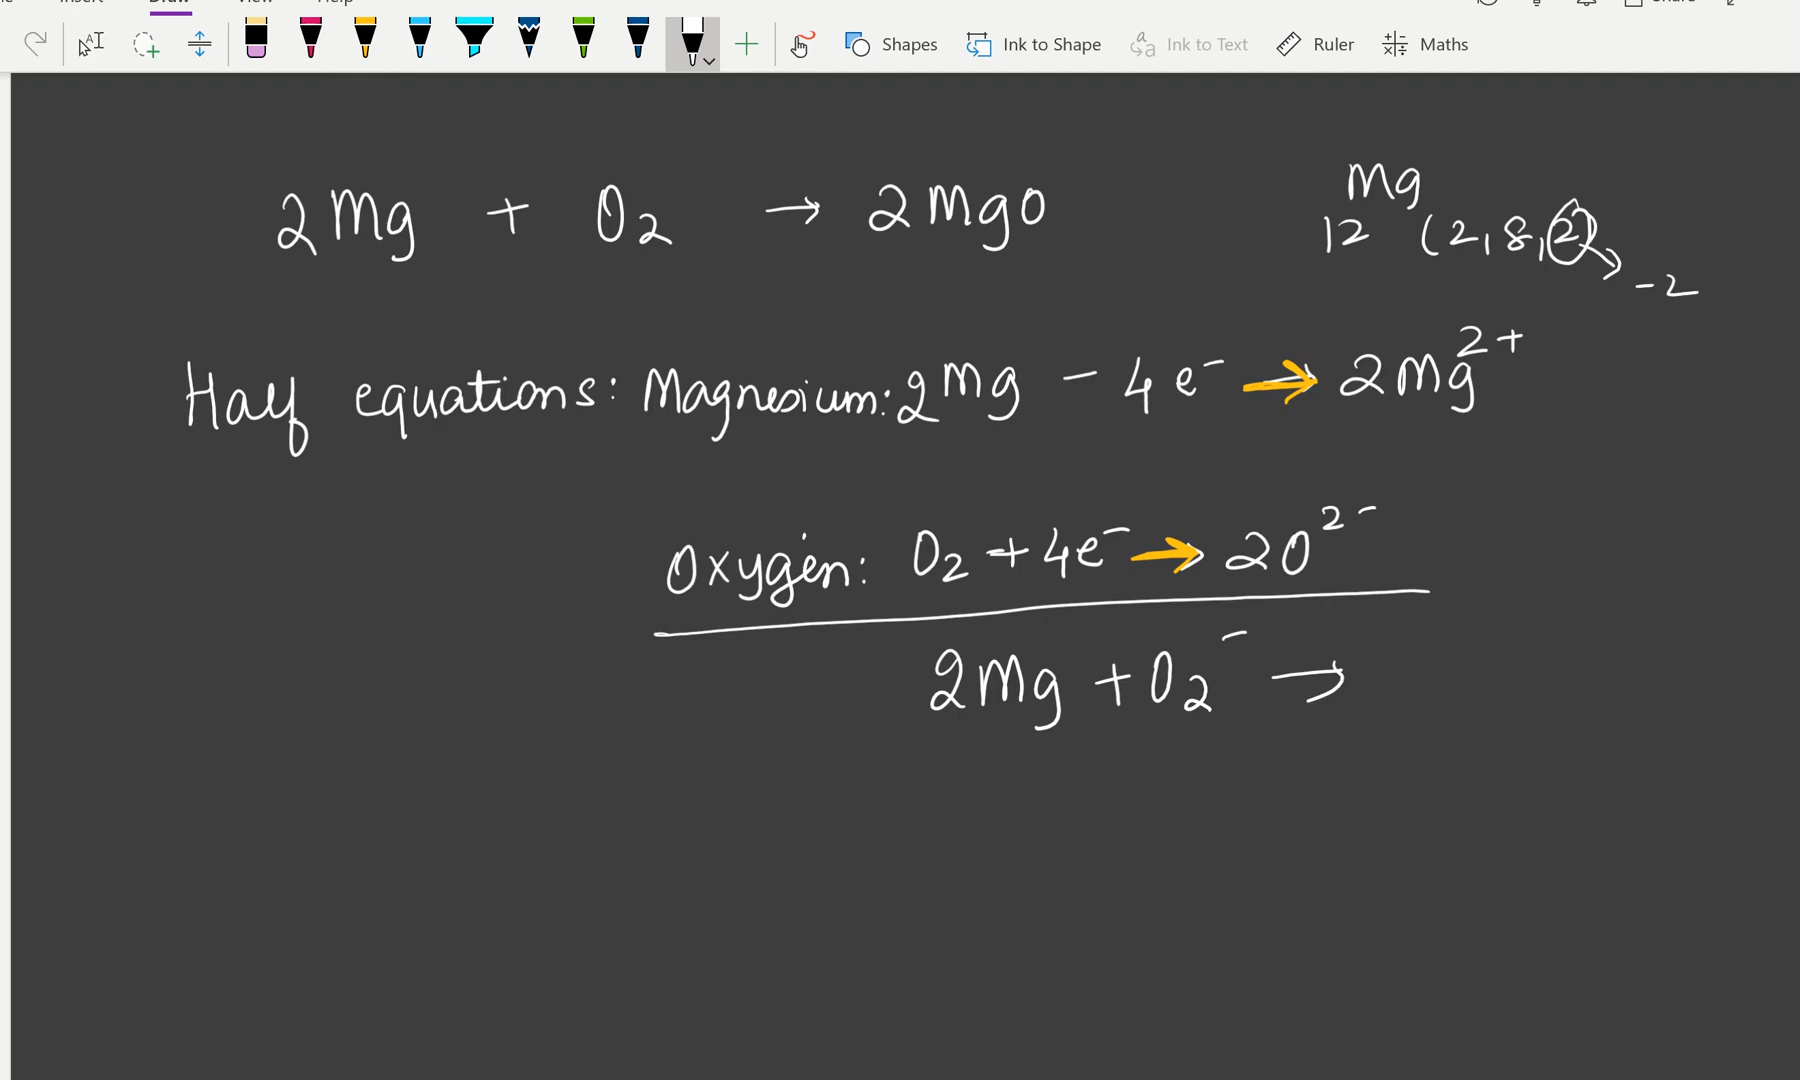 Draw
Shapes Ink to Shape Ink to Text Ruler Maths
2Mg + O₂ → 2MgO
Mg
12 (2,8,2) → -2
Half equations: Magnesium: 2Mg - 4e⁻ → 2Mg²⁺
Oxygen: O₂ + 4e⁻ → 2O²⁻
2Mg + O₂⁻ →